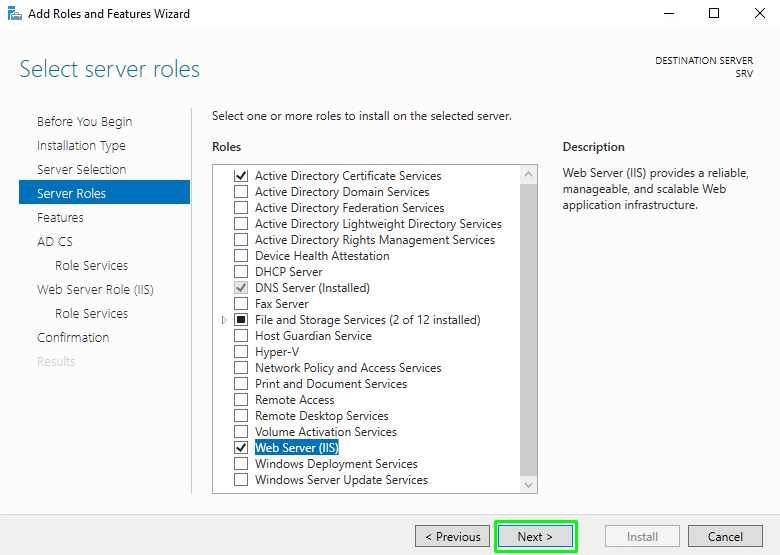 Add Roles and Features Wizard
Select server roles
DESTINATION SERVER
SRV
Before You Begin
Installation Type
Server Selection
Server Roles
Features
AD CS
Role Services
Web Server Role (IIS)
Role Services
Confirmation
Results
Select one or more roles to install on the selected server.
Roles
Active Directory Certificate Services
Active Directory Domain Services
Active Directory Federation Services
Active Directory Lightweight Directory Services
Active Directory Rights Management Services
Device Health Attestation
DHCP Server
DNS Server (Installed)
Fax Server
File and Storage Services (2 of 12 installed)
Host Guardian Service
Hyper-V
Network Policy and Access Services
Print and Document Services
Remote Access
Remote Desktop Services
Volume Activation Services
Web Server (IIS)
Windows Deployment Services
Windows Server Update Services
Description
Web Server (IIS) provides a reliable,
manageable, and scalable Web
application infrastructure.
< Previous
Next >
Install
Cancel